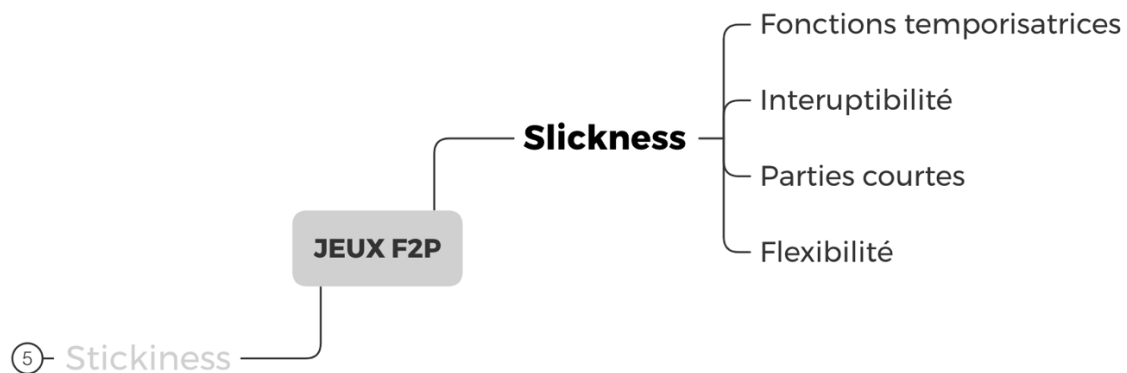 Fonctions temporisatrices
Interuptibilité
Slickness
Parties courtes
JEUX F2P
Flexibilité
5 Stickiness